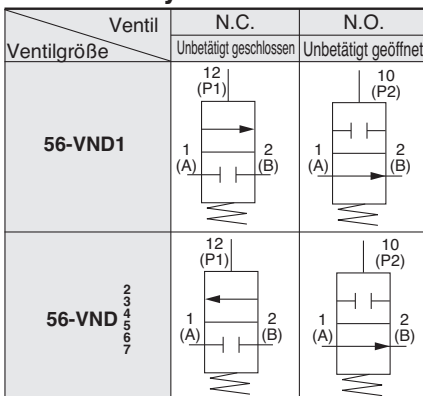 Ventil
Ventilgröße
N.C.
N.O.
Unbetätigt geschlossen
Unbetätigt geöffnet
56-VND1
12
(P1)
1
(A)
2
(B)
10
(P2)
1
(A)
2
(B)
56-VND 2 3 4 5 6 7
12
(P1)
1
(A)
2
(B)
10
(P2)
1
(A)
2
(B)